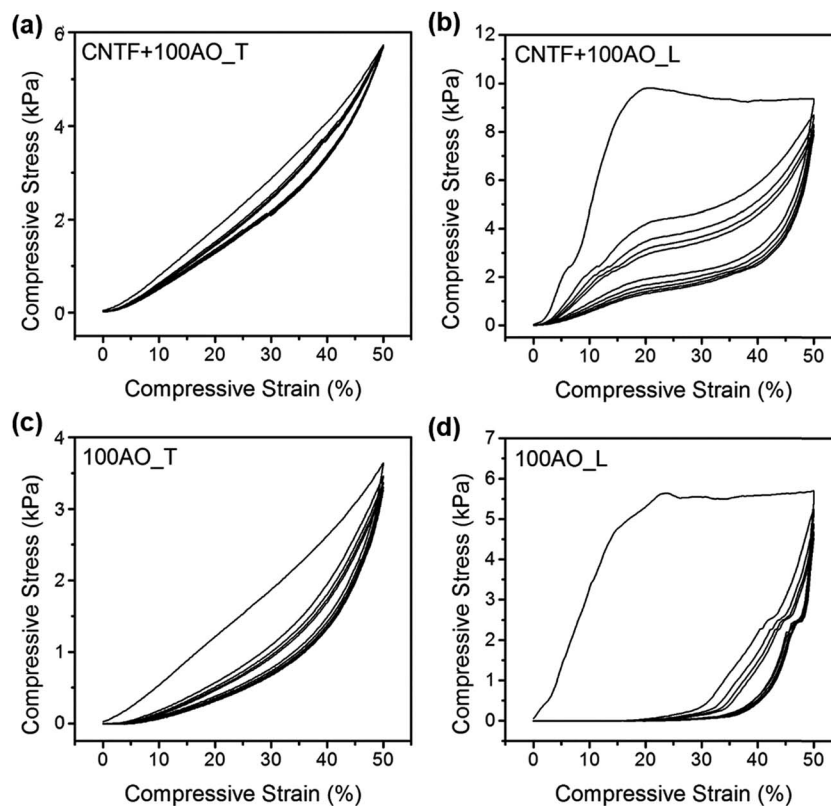 (a)
CNTF+100AO_T
Compressive Stress (kPa)
6
4
2
0
0 10 20 30 40 50
Compressive Strain (%)
(b)
CNTF+100AO_L
Compressive Stress (kPa)
12
10
8
6
4
2
0
0 10 20 30 40 50
Compressive Strain (%)
(c)
100AO_T
Compressive Stress (kPa)
4
3
2
1
0
0 10 20 30 40 50
Compressive Strain (%)
(d)
100AO_L
Compressive Stress (kPa)
7
6
5
4
3
2
1
0
0 10 20 30 40 50
Compressive Strain (%)